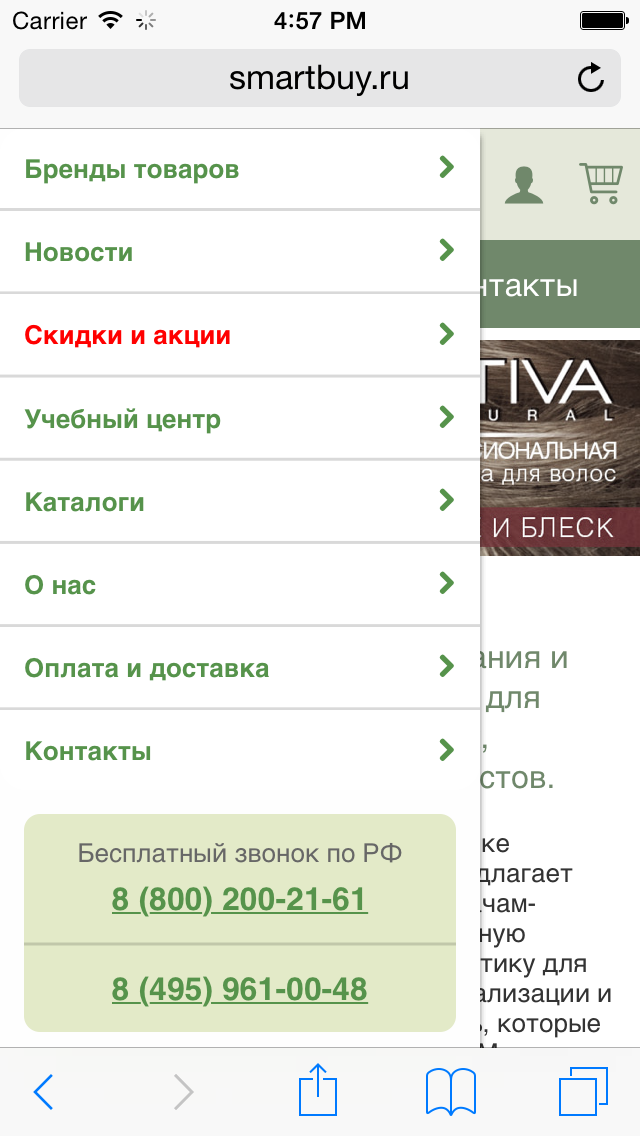 Carrier 4:57 PM
smartbuy.ru
Бренды товаров
Новости
Скидки и акции
Учебный центр
Каталоги
О нас
Оплата и доставка
Контакты
Бесплатный звонок по РФ
8 (800) 200-21-61
8 (495) 961-00-48
нтакты
TIVA
URAL
ИОНАЛЬНАЯ
а для волос
И БЛЕСК
ания и
для
,
стов.
ке
длагает
чам-
ную
тику для
ализации и
, которые